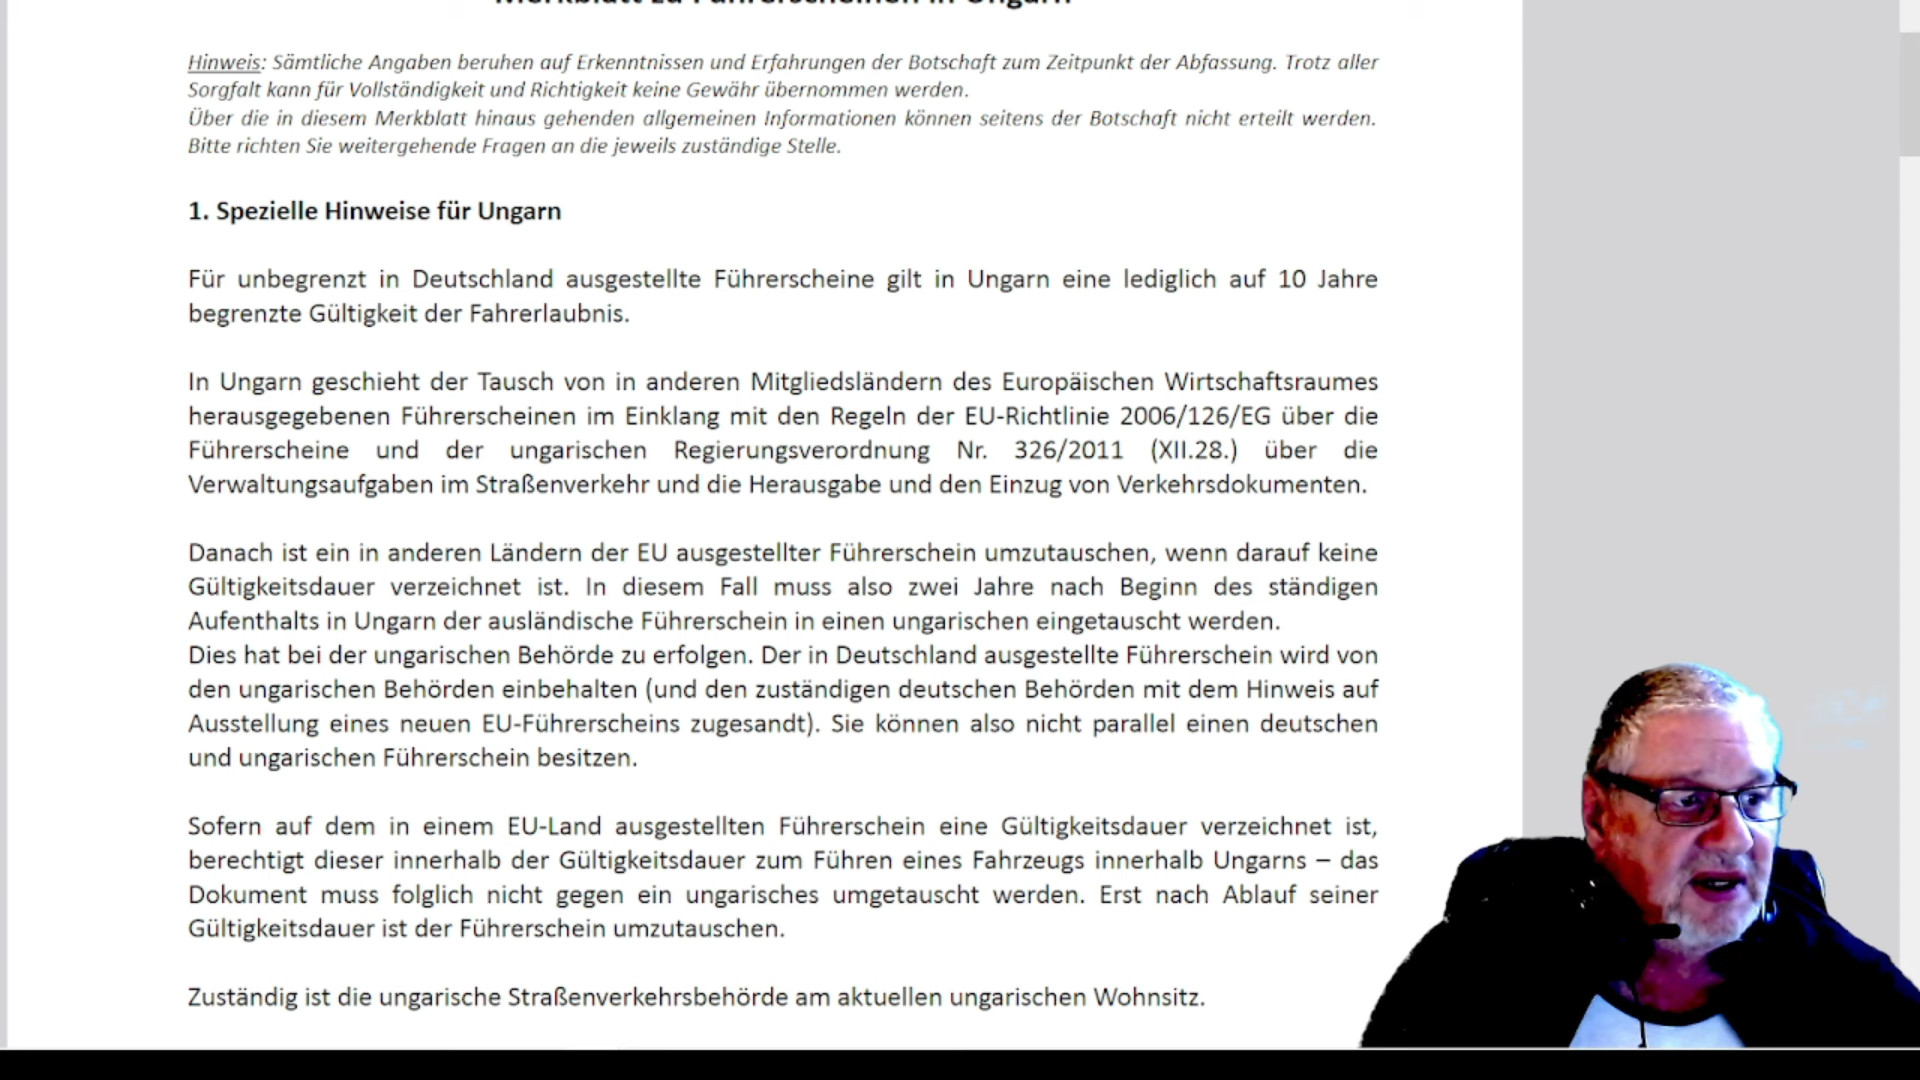 Merkblatt zu Führerscheinen in Ungarn
Hinweis: Sämtliche Angaben beruhen auf Erkenntnissen und Erfahrungen der Botschaft zum Zeitpunkt der Abfassung. Trotz aller
Sorgfalt kann für Vollständigkeit und Richtigkeit keine Gewähr übernommen werden.
Über die in diesem Merkblatt hinaus gehenden allgemeinen Informationen können seitens der Botschaft nicht erteilt werden.
Bitte richten Sie weitergehende Fragen an die jeweils zuständige Stelle.
1. Spezielle Hinweise für Ungarn
Für unbegrenzt in Deutschland ausgestellte Führerscheine gilt in Ungarn eine lediglich auf 10 Jahre
begrenzte Gültigkeit der Fahrerlaubnis.
In Ungarn geschieht der Tausch von in anderen Mitgliedsländern des Europäischen Wirtschaftsraumes
herausgegebenen Führerscheinen im Einklang mit den Regeln der EU-Richtlinie 2006/126/EG über die
Führerscheine und der ungarischen Regierungsverordnung Nr. 326/2011 (XII.28.) über die
Verwaltungsaufgaben im Straßenverkehr und die Herausgabe und den Einzug von Verkehrsdokumenten.
Danach ist ein in anderen Ländern der EU ausgestellter Führerschein umzutauschen, wenn darauf keine
Gültigkeitsdauer verzeichnet ist. In diesem Fall muss also zwei Jahre nach Beginn des ständigen
Aufenthalts in Ungarn der ausländische Führerschein in einen ungarischen eingetauscht werden.
Dies hat bei der ungarischen Behörde zu erfolgen. Der in Deutschland ausgestellte Führerschein wird von
den ungarischen Behörden einbehalten (und den zuständigen deutschen Behörden mit dem Hinweis auf
Ausstellung eines neuen EU-Führerscheins zugesandt). Sie können also nicht parallel einen deutschen
und ungarischen Führerschein besitzen.
Sofern auf dem in einem EU-Land ausgestellten Führerschein eine Gültigkeitsdauer verzeichnet ist,
berechtigt dieser innerhalb der Gültigkeitsdauer zum Führen eines Fahrzeugs innerhalb Ungarns – das
Dokument muss folglich nicht gegen ein ungarisches umgetauscht werden. Erst nach Ablauf seiner
Gültigkeitsdauer ist der Führerschein umzutauschen.
Zuständig ist die ungarische Straßenverkehrsbehörde am aktuellen ungarischen Wohnsitz.